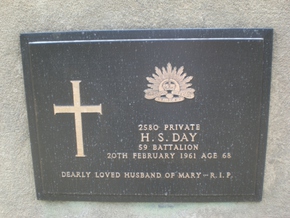 2580 PRIVATE
H. S. DAY
59 BATTALION
20TH FEBRUARY 1961 AGE 68
DEARLY LOVED HUSBAND OF MARY – R.I.P.